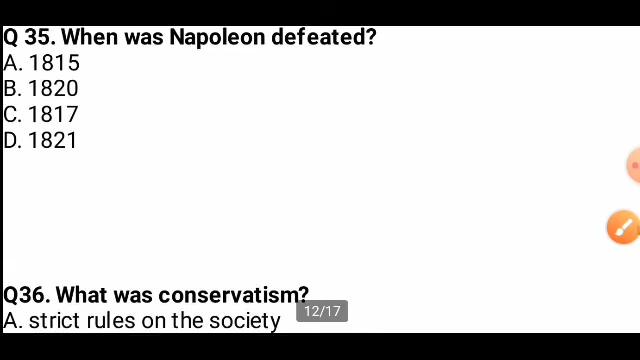 Q 35. When was Napoleon defeated?
A. 1815
B. 1820
C. 1817
D. 1821
Q36. What was conservatism?
12/17
A. strict rules on the society